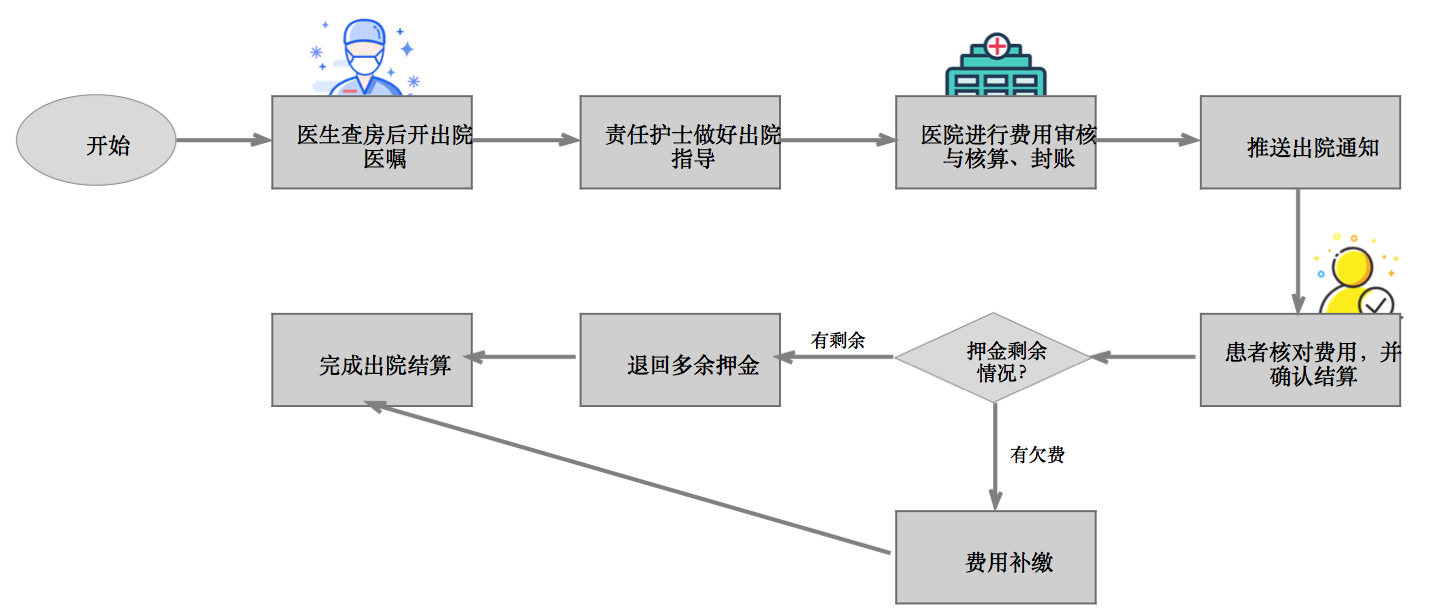 开始
医生查房后开出院
医嘱
责任护士做好出院
指导
医院进行费用审核
与核算、封账
推送出院通知
患者核对费用，并
确认结算
押金剩余
情况?
有剩余
退回多余押金
完成出院结算
有欠费
费用补缴